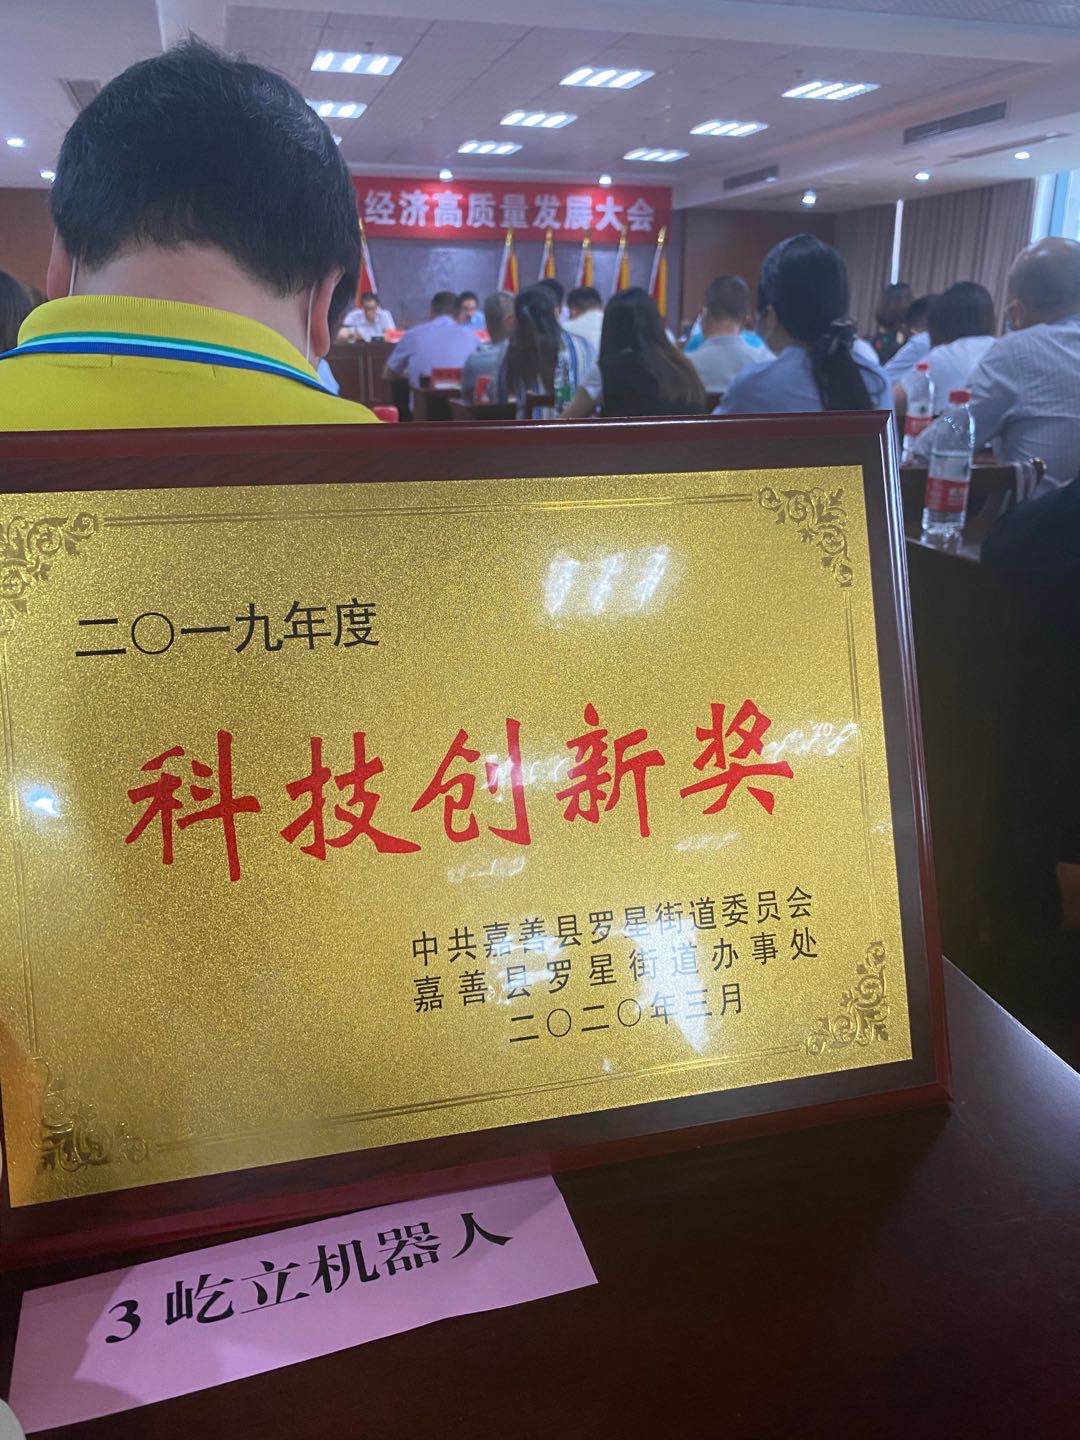 经济高质量发展大会
二〇一九年度
科技创新奖
中共嘉善县罗星街道委员会
嘉善县罗星街道办事处
二〇二〇年三月
3 屹立机器人